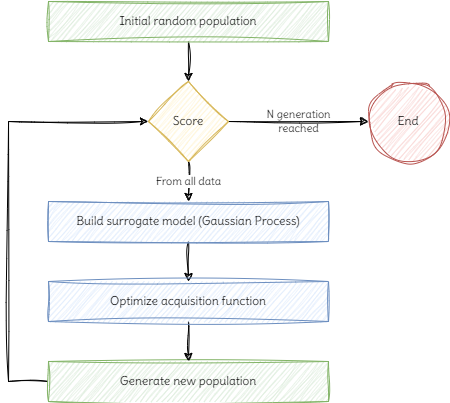 Initial random population
Score
N generation
reached
End
From all data
Build surrogate model (Gaussian Process)
Optimize acquisition function
Generate new population